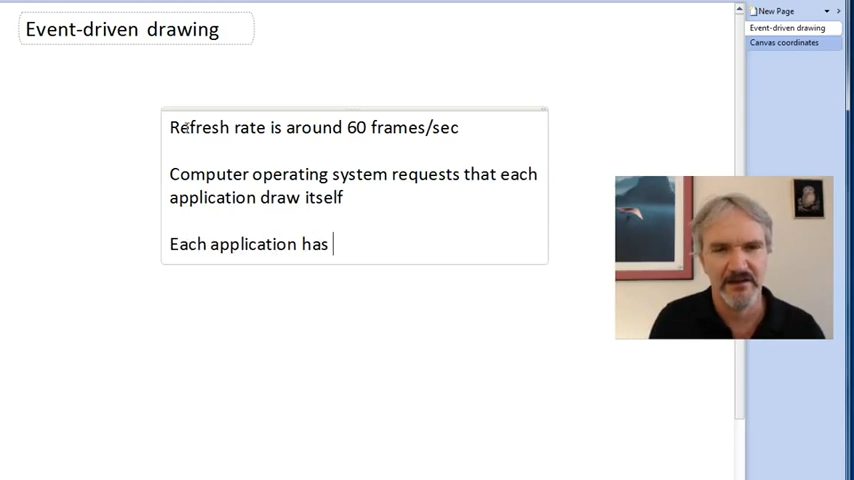 Event-driven drawing
Refresh rate is around 60 frames/sec
Computer operating system requests that each
application draw itself
Each application has
New Page
Event-driven drawing
Canvas coordinates